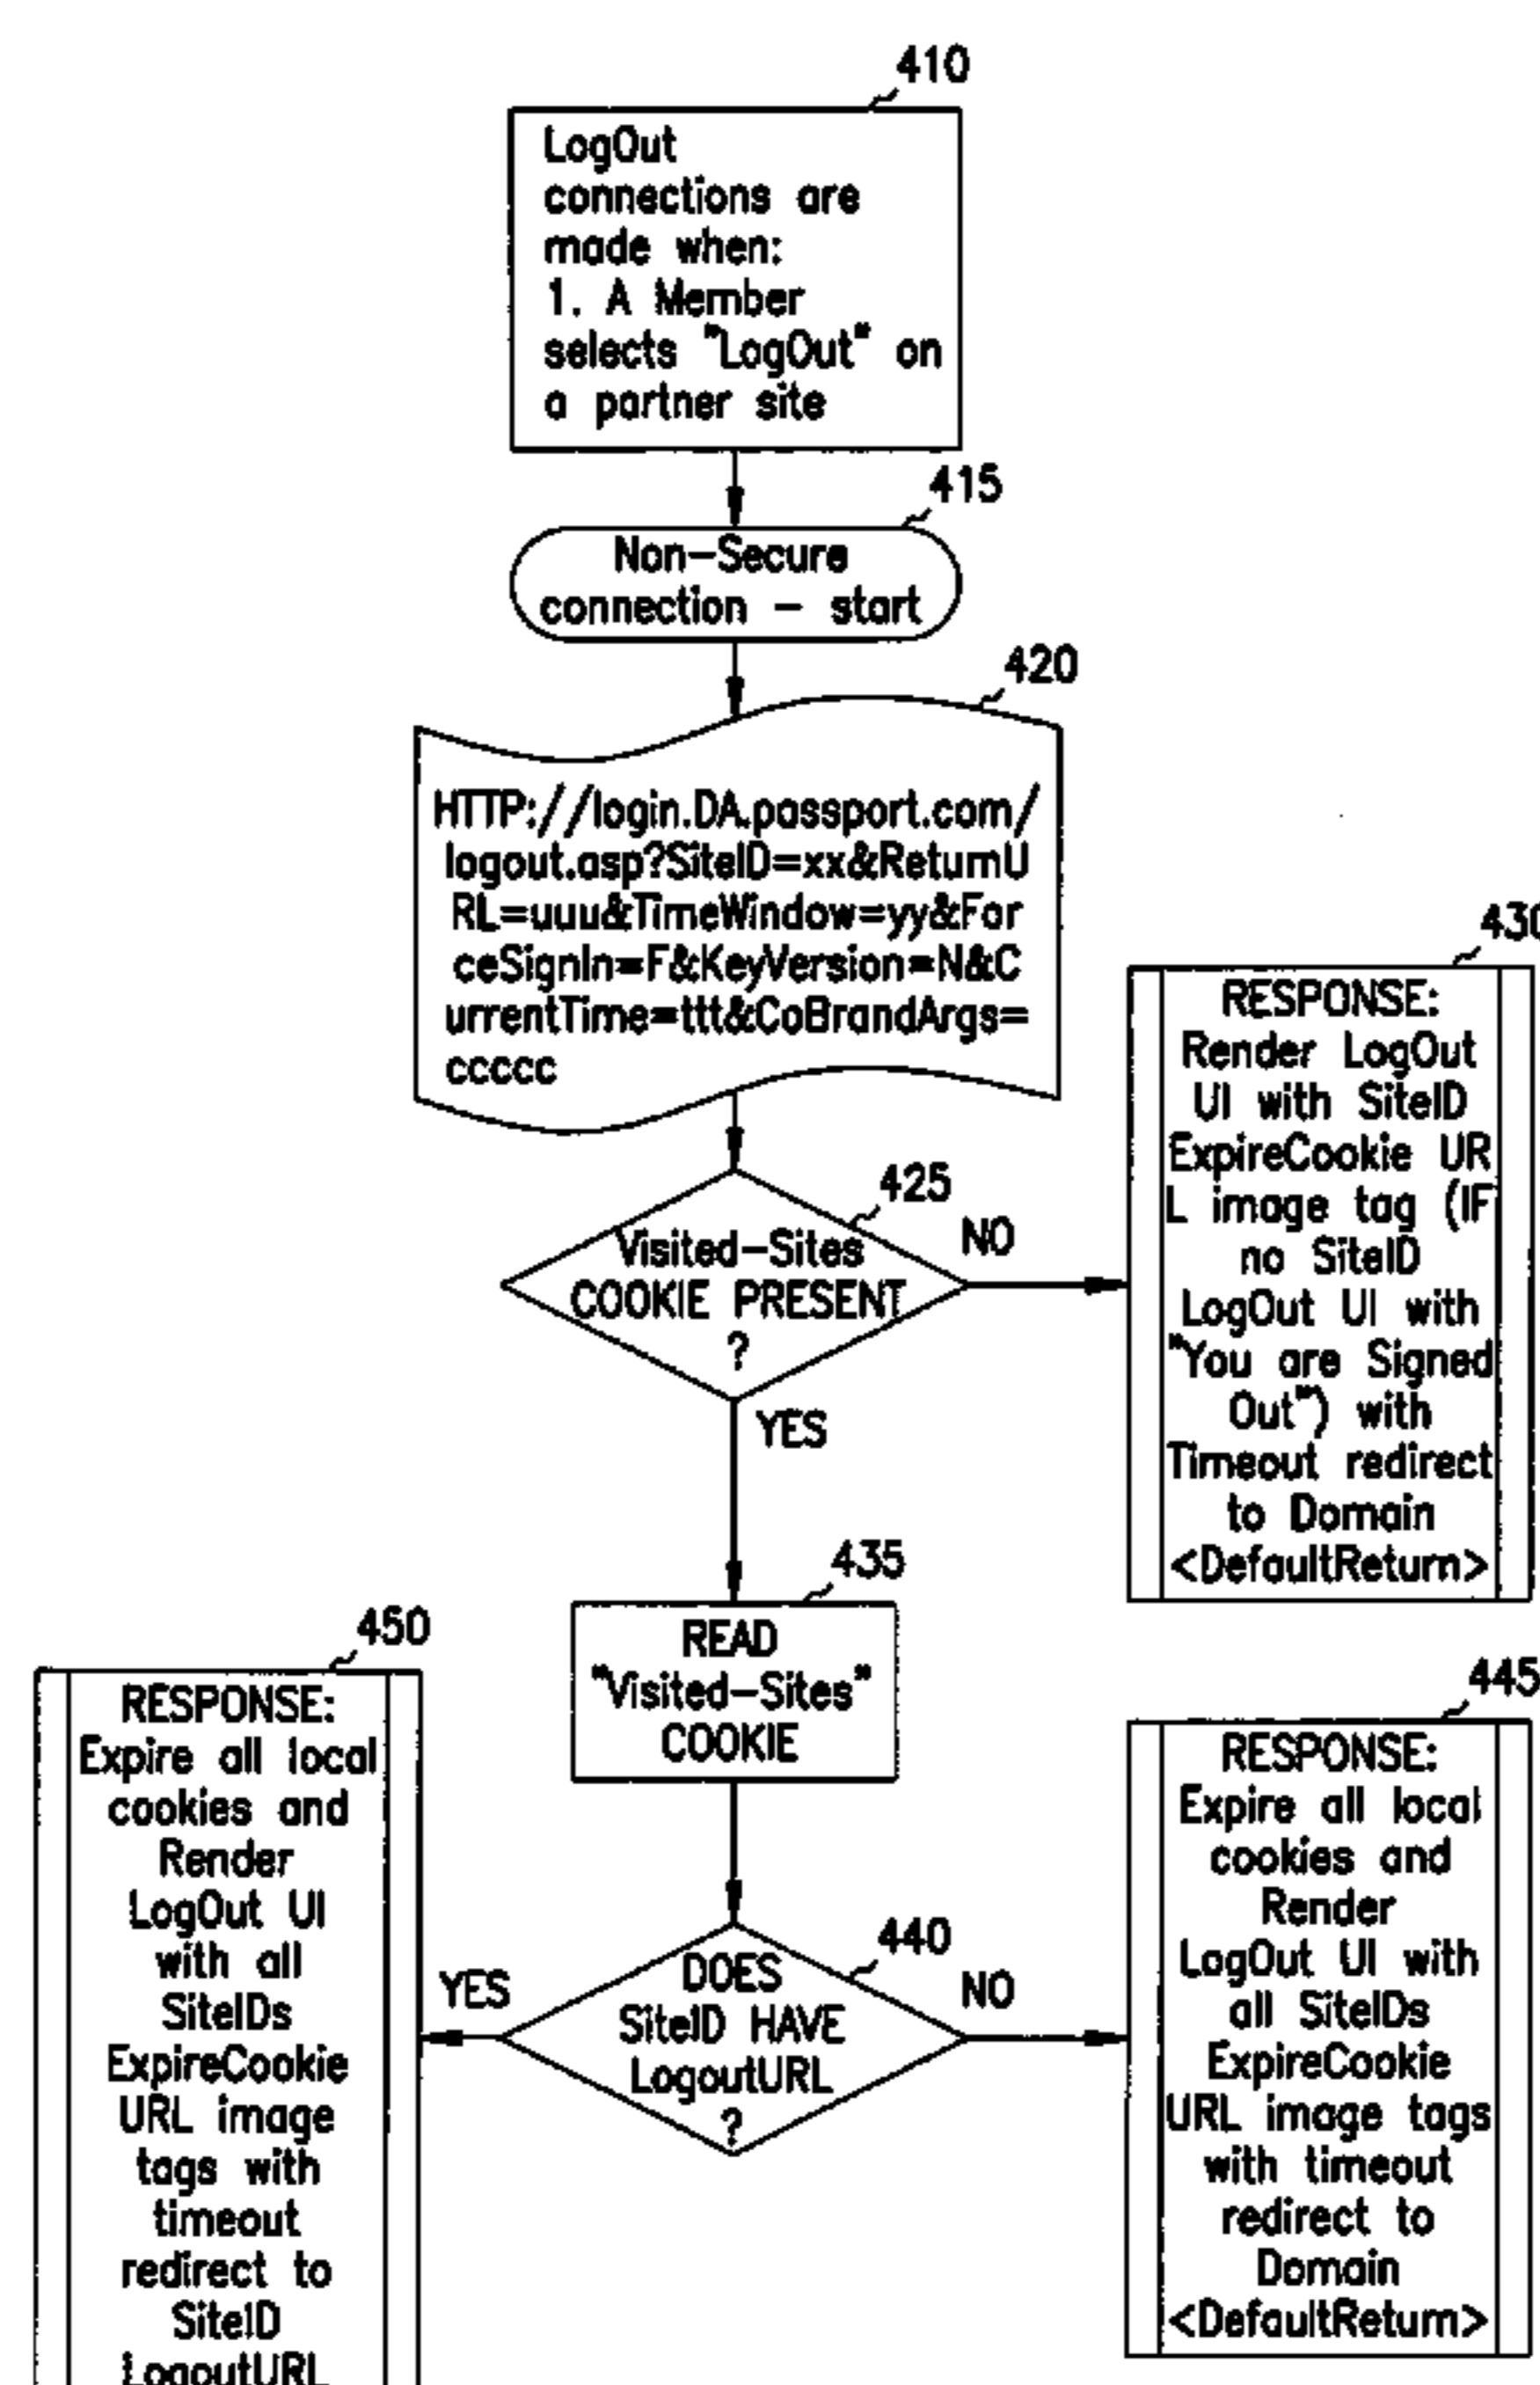 410
LogOut
connections are
made when:
1. A Member
selects "LogOut" on
a partner site
415
Non-Secure
connection - start
420
HTTP://login.DA.passport.com/
logout.asp?SiteID=xx&ReturnU
RL=uuu&TimeWindow=yy&For
ceSignIn=F&KeyVersion=N&C
urrentTime=ttt&CoBrandArgs=
ccccc
425
Visited-Sites
COOKIE PRESENT
?
NO
YES
430
RESPONSE:
Render LogOut
UI with SiteID
ExpireCookie UR
L image tag (IF
no SiteID
LogOut UI with
"You are Signed
Out") with
Timeout redirect
to Domain
<DefaultReturn>
435
READ
"Visited-Sites"
COOKIE
440
DOES
SiteID HAVE
LogoutURL
?
YES
NO
450
RESPONSE:
Expire all local
cookies and
Render
LogOut UI
with all
SiteIDs
ExpireCookie
URL image
tags with
timeout
redirect to
SiteID
LogoutURL
445
RESPONSE:
Expire all local
cookies and
Render
LogOut UI with
all SiteIDs
ExpireCookie
URL image tags
with timeout
redirect to
Domain
<DefaultReturn>